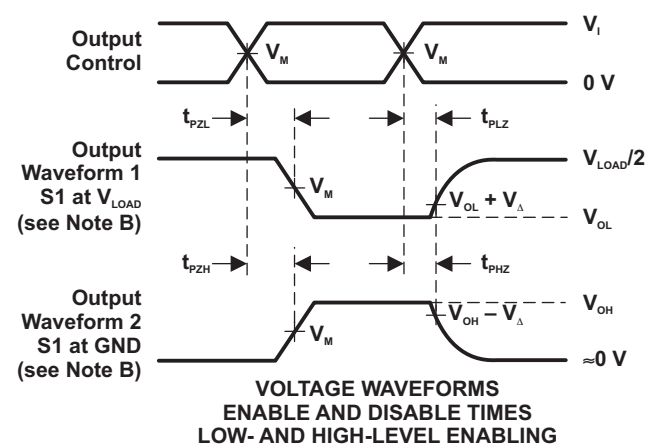 Output
Control
V_M
V_M
V_I
0 V
t_PZL
t_PLZ
Output
Waveform 1
S1 at V_LOAD
(see Note B)
V_M
V_OL + V_Δ
V_LOAD/2
V_OL
t_PZH
t_PHZ
Output
Waveform 2
S1 at GND
(see Note B)
V_M
V_OH – V_Δ
V_OH
≈0 V
VOLTAGE WAVEFORMS
ENABLE AND DISABLE TIMES
LOW- AND HIGH-LEVEL ENABLING